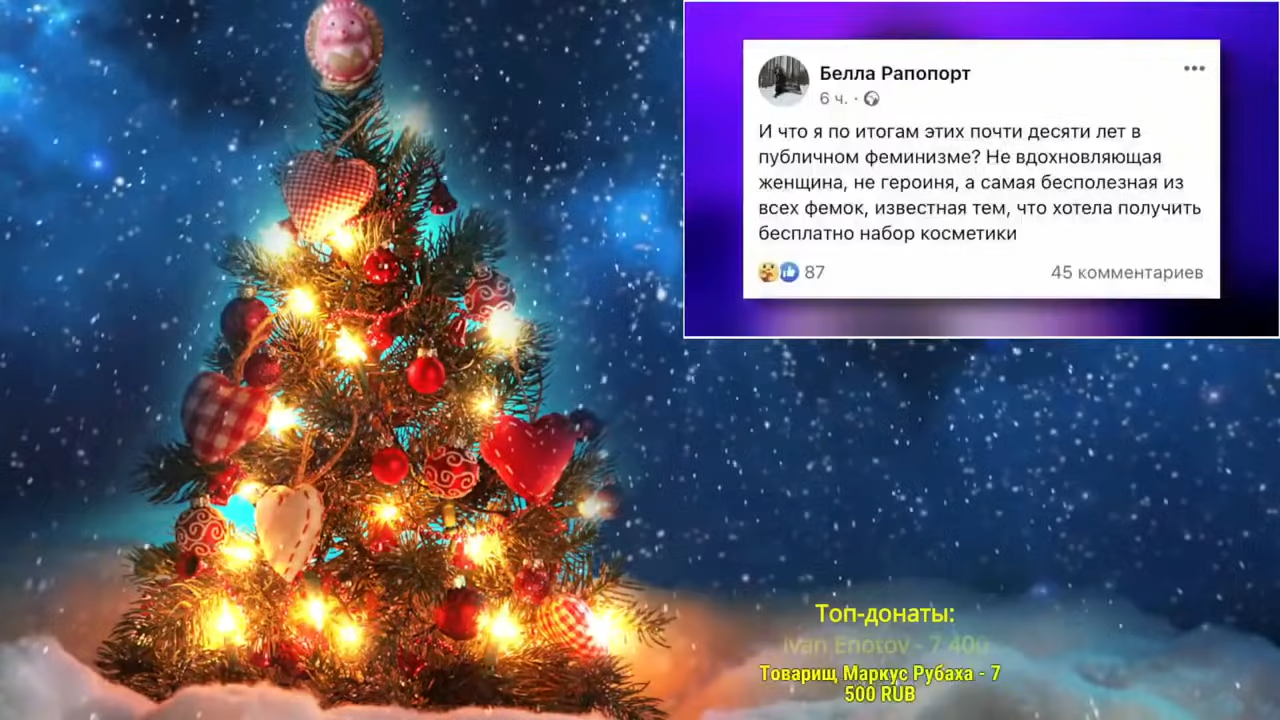 Белла Рапопорт
6 ч.
И что я по итогам этих почти десяти лет в
публичном феминизме? Не вдохновляющая
женщина, не героиня, а самая бесполезная из
всех фемок, известная тем, что хотела получить
бесплатно набор косметики
87
45 комментариев
Топ-донаты:
Ivan Enotov - 7 400
Товарищ Маркус Рубаха - 7
500 RUB